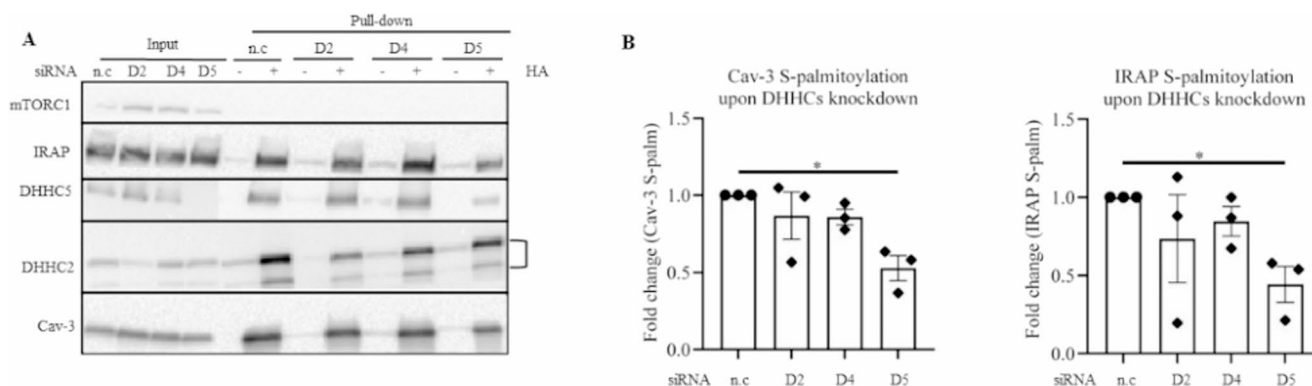 A
Pull-down
Input n.c D2 D4 D5
siRNA n.c D2 D4 D5 - + - + - + - + HA
mTORC1
IRAP
DHHC5
DHHC2
Cav-3
B
Cav-3 S-palmitoylation
upon DHHCs knockdown
Fold change (Cav-3 S-palm)
1.5
*
1.0
0.5
0.0
siRNA n.c D2 D4 D5
IRAP S-palmitoylation
upon DHHCs knockdown
Fold change (IRAP S-palm)
1.5
*
1.0
0.5
0.0
siRNA n.c D2 D4 D5